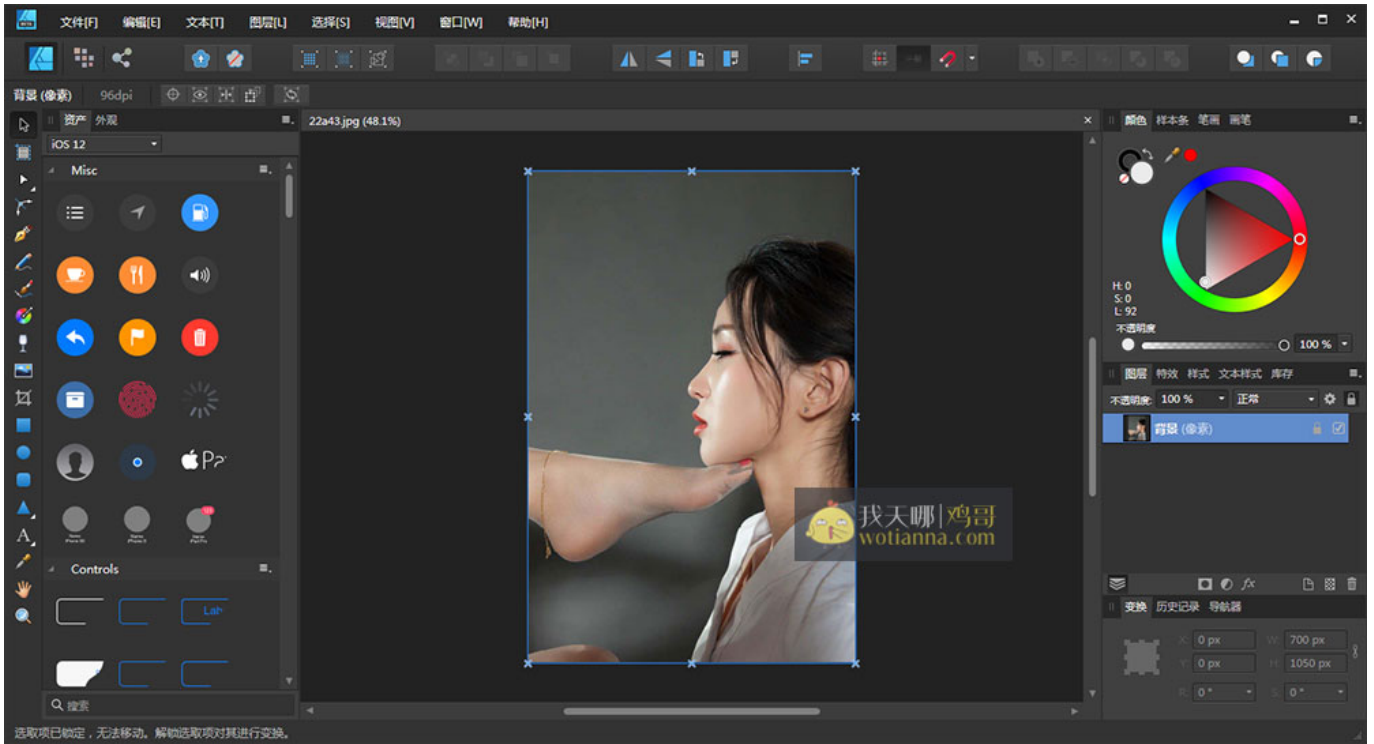 文件[F] 编辑[E] 文本[T] 图层[L] 选择[S] 视图[V] 窗口[W] 帮助[H]
背景 (像素) 96dpi
资产 外观
22a43.jpg (48.1%)
颜色 样本条 笔画 画笔
iOS 12
Misc
H: 0
S: 0
L: 92
不透明度
100 %
图层 特效 样式 文本样式 库存
不透明度: 100 % 正常
背景 (像素)
我天哪|鸡哥
wotianna.com
Controls
Lab
变换 历史记录 导航器
X: 0 px W: 700 px
Y: 0 px H: 1050 px
R: 0 ° S: 0 °
搜索
选取项已锁定，无法移动。解锁选取项对其进行变换。